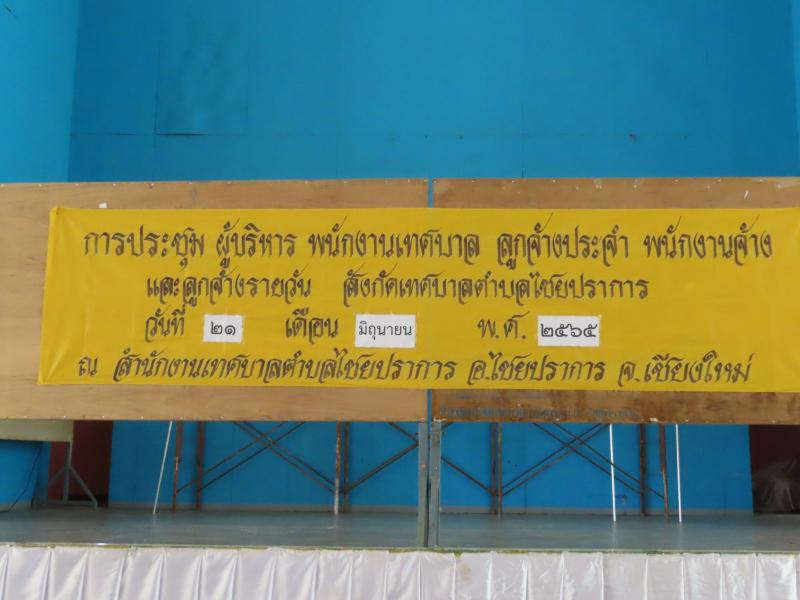 การประชุม ผู้บริหาร พนักงานเทศบาล ลูกจ้างประจำ พนักงานจ้าง
และลูกจ้างรายวัน สังกัดเทศบาลตำบลไชยปราการ
วันที่ ๒๑ เดือน มิถุนายน พ.ศ. ๒๕๖๕
ณ สำนักงานเทศบาลตำบลไชยปราการ อ.ไชยปราการ จ.เชียงใหม่